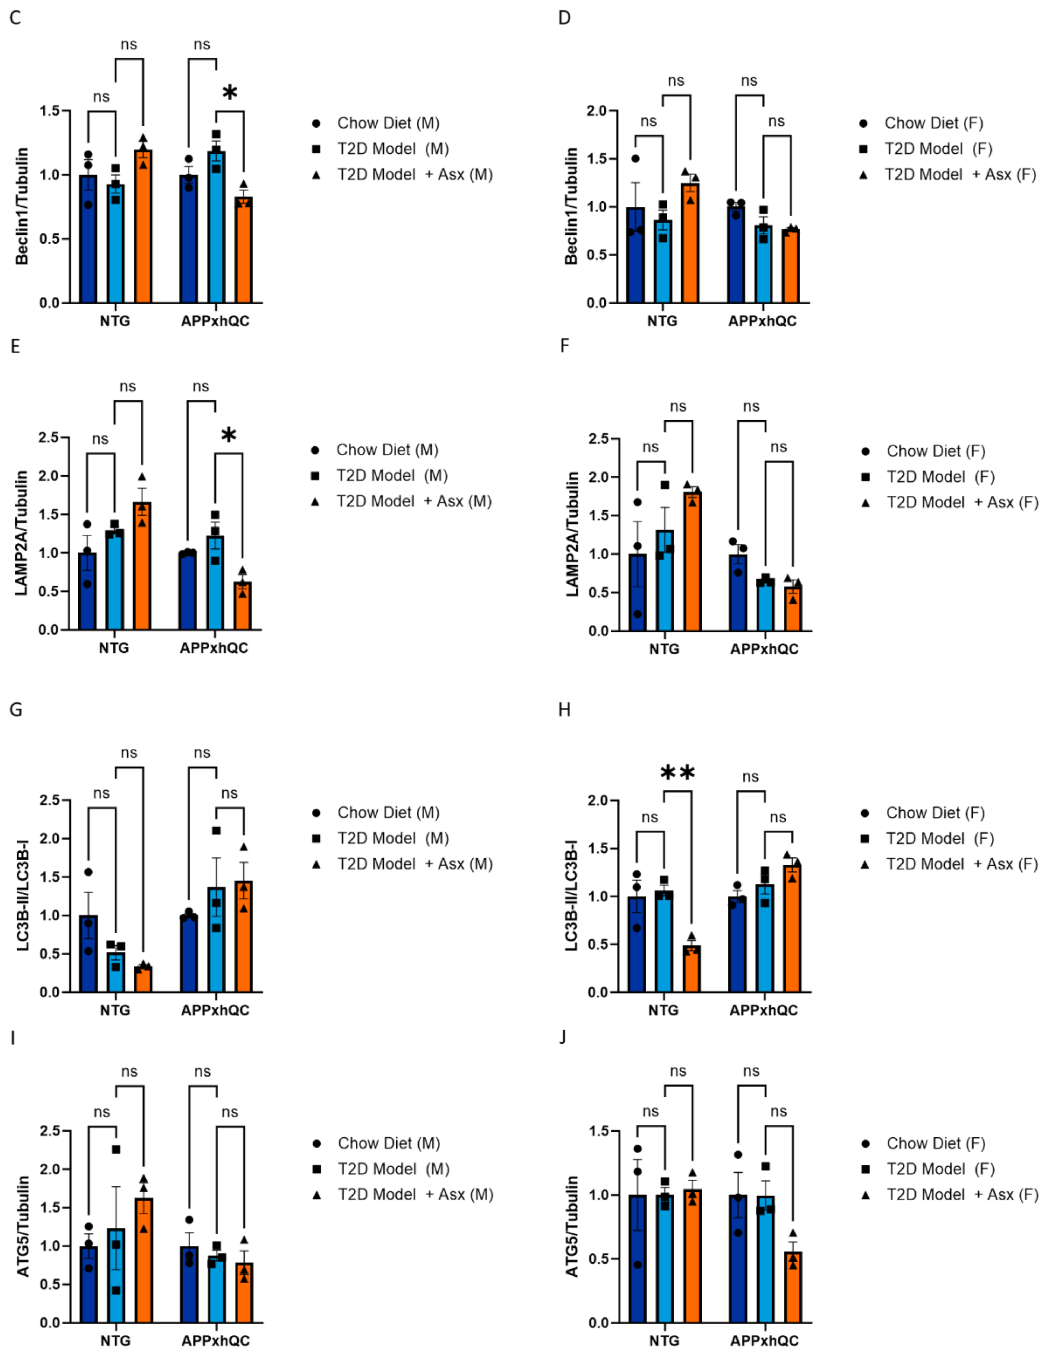 C
ns
ns
ns
*
1.5
1.0
0.5
0.0
Beclin1/Tubulin
NTG
APPxhQC
Chow Diet (M)
T2D Model (M)
T2D Model + Asx (M)
D
ns
ns
ns
ns
2.0
1.5
1.0
0.5
0.0
Beclin1/Tubulin
NTG
APPxhQC
Chow Diet (F)
T2D Model (F)
T2D Model + Asx (F)
E
ns
ns
ns
*
2.5
2.0
1.5
1.0
0.5
0.0
LAMP2A/Tubulin
NTG
APPxhQC
Chow Diet (M)
T2D Model (M)
T2D Model + Asx (M)
F
ns
ns
ns
ns
2.5
2.0
1.5
1.0
0.5
0.0
LAMP2A/Tubulin
NTG
APPxhQC
Chow Diet (F)
T2D Model (F)
T2D Model + Asx (F)
G
ns
ns
ns
ns
2.5
2.0
1.5
1.0
0.5
0.0
LC3B-II/LC3B-I
NTG
APPxhQC
Chow Diet (M)
T2D Model (M)
T2D Model + Asx (M)
H
**
ns
ns
ns
2.0
1.5
1.0
0.5
0.0
LC3B-II/LC3B-I
NTG
APPxhQC
Chow Diet (F)
T2D Model (F)
T2D Model + Asx (F)
I
ns
ns
ns
ns
2.5
2.0
1.5
1.0
0.5
0.0
ATG5/Tubulin
NTG
APPxhQC
Chow Diet (M)
T2D Model (M)
T2D Model + Asx (M)
J
ns
ns
ns
ns
1.5
1.0
0.5
0.0
ATG5/Tubulin
NTG
APPxhQC
Chow Diet (F)
T2D Model (F)
T2D Model + Asx (F)